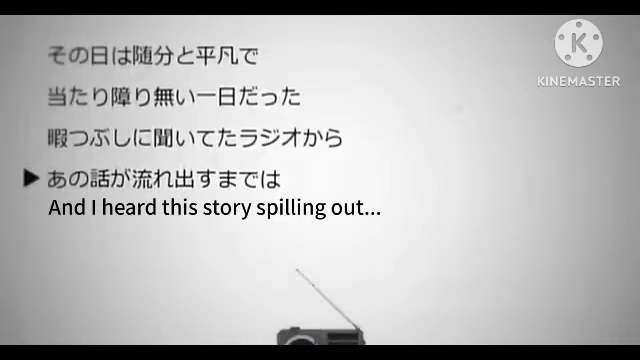 その日は随分と平凡で
当たり障り無い一日だった
暇つぶしに聞いてたラジオから
▶あの話が流れ出すまでは
And I heard this story spilling out...
K
KINEMASTER